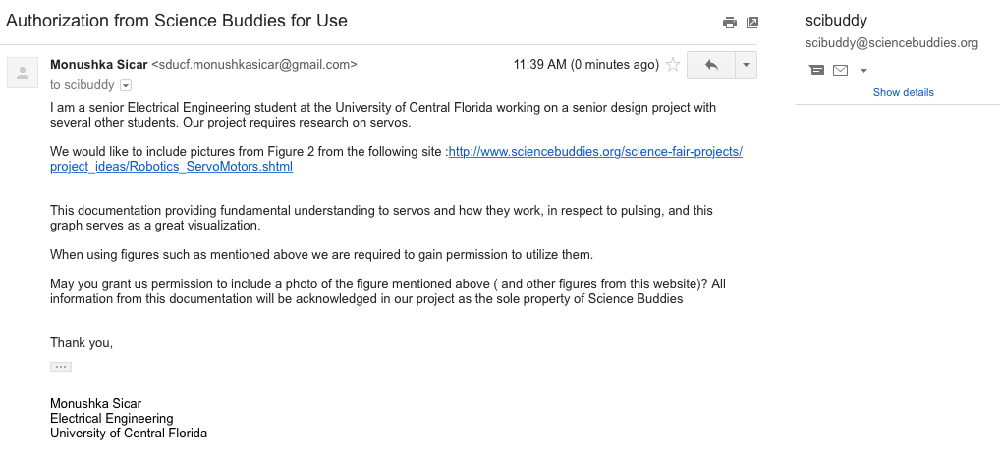 Authorization from Science Buddies for Use
scibuddy
scibuddy@sciencebuddies.org
Show details
Monushka Sicar <sducf.monushkasicar@gmail.com>
11:39 AM (0 minutes ago)
to scibuddy
I am a senior Electrical Engineering student at the University of Central Florida working on a senior design project with
several other students. Our project requires research on servos.
We would like to include pictures from Figure 2 from the following site :http://www.sciencebuddies.org/science-fair-projects/
project_ideas/Robotics_ServoMotors.shtml
This documentation providing fundamental understanding to servos and how they work, in respect to pulsing, and this
graph serves as a great visualization.
When using figures such as mentioned above we are required to gain permission to utilize them.
May you grant us permission to include a photo of the figure mentioned above ( and other figures from this website)? All
information from this documentation will be acknowledged in our project as the sole property of Science Buddies
Thank you,
Monushka Sicar
Electrical Engineering
University of Central Florida